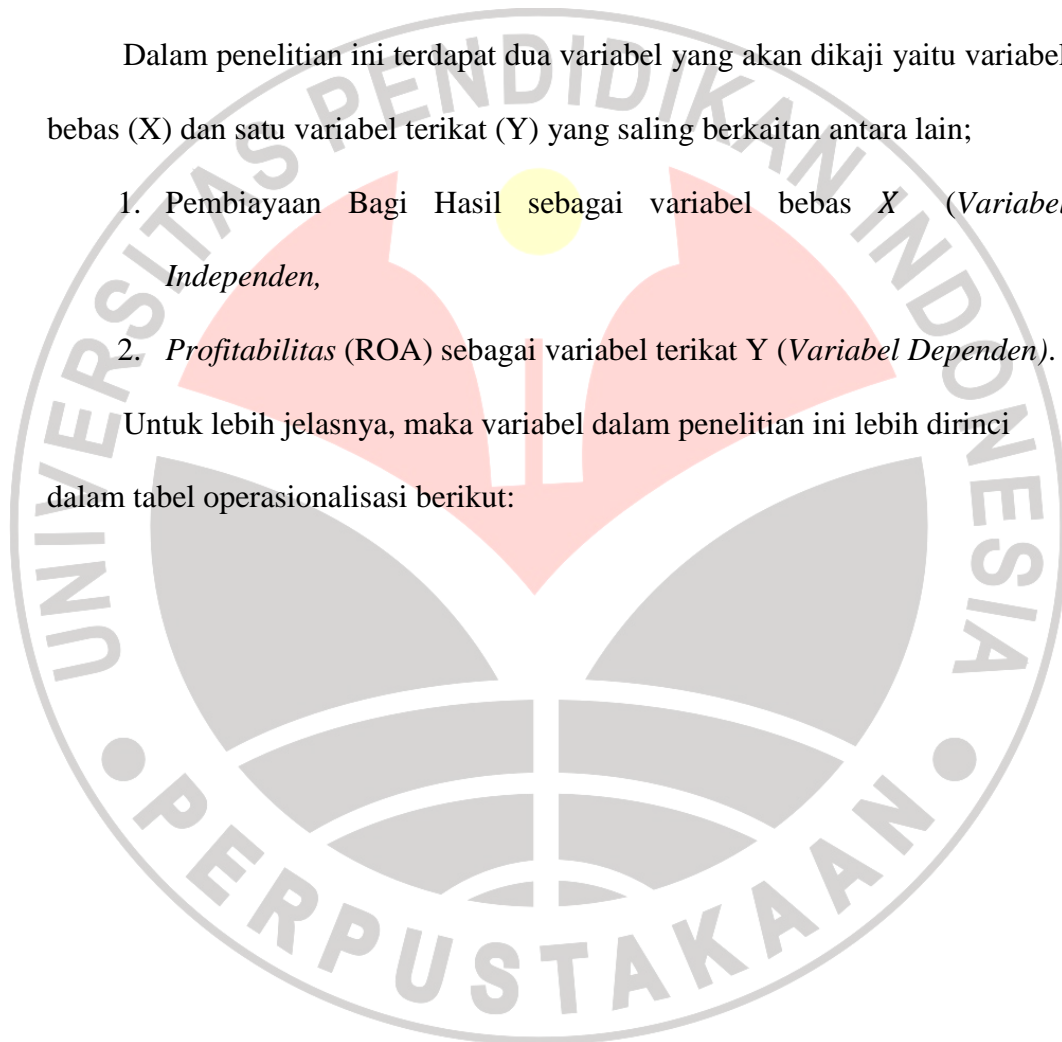 Dalam penelitian ini terdapat dua variabel yang akan dikaji yaitu variabel
bebas (X) dan satu variabel terikat (Y) yang saling berkaitan antara lain;
1. Pembiayaan Bagi Hasil sebagai variabel bebas X (Variabel
Independen,
2. Profitabilitas (ROA) sebagai variabel terikat Y (Variabel Dependen).
Untuk lebih jelasnya, maka variabel dalam penelitian ini lebih dirinci
dalam tabel operasionalisasi berikut:
UNIVERSITAS PENDIDIKAN INDONESIA
PERPUSTAKAAN